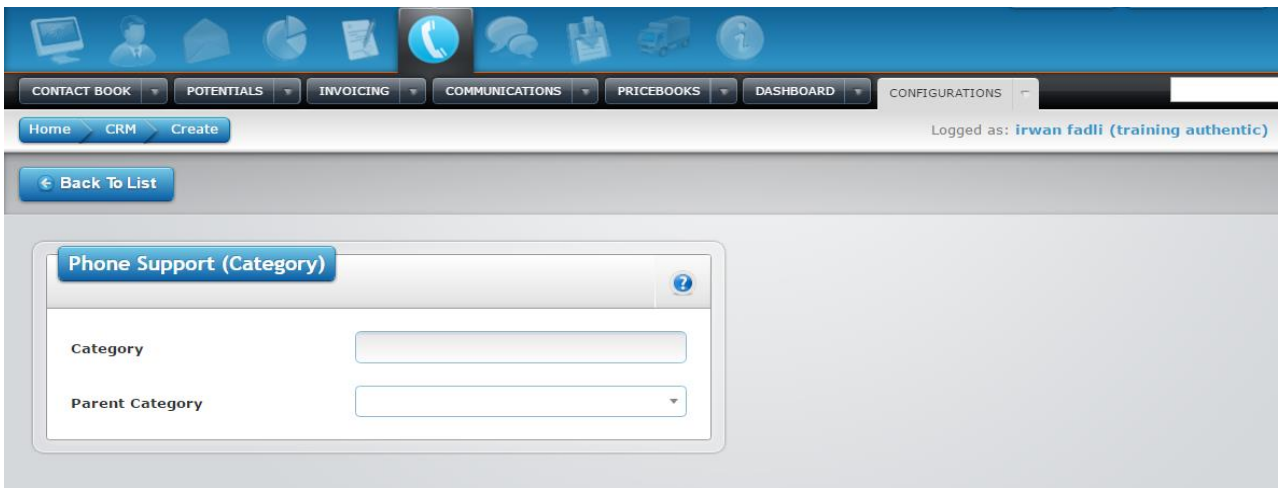 CONTACT BOOK POTENTIALS INVOICING COMMUNICATIONS PRICEBOOKS DASHBOARD CONFIGURATIONS
Home CRM Create Logged as: irwan fadli (training authentic)
Back To List
Phone Support (Category)
Category
Parent Category